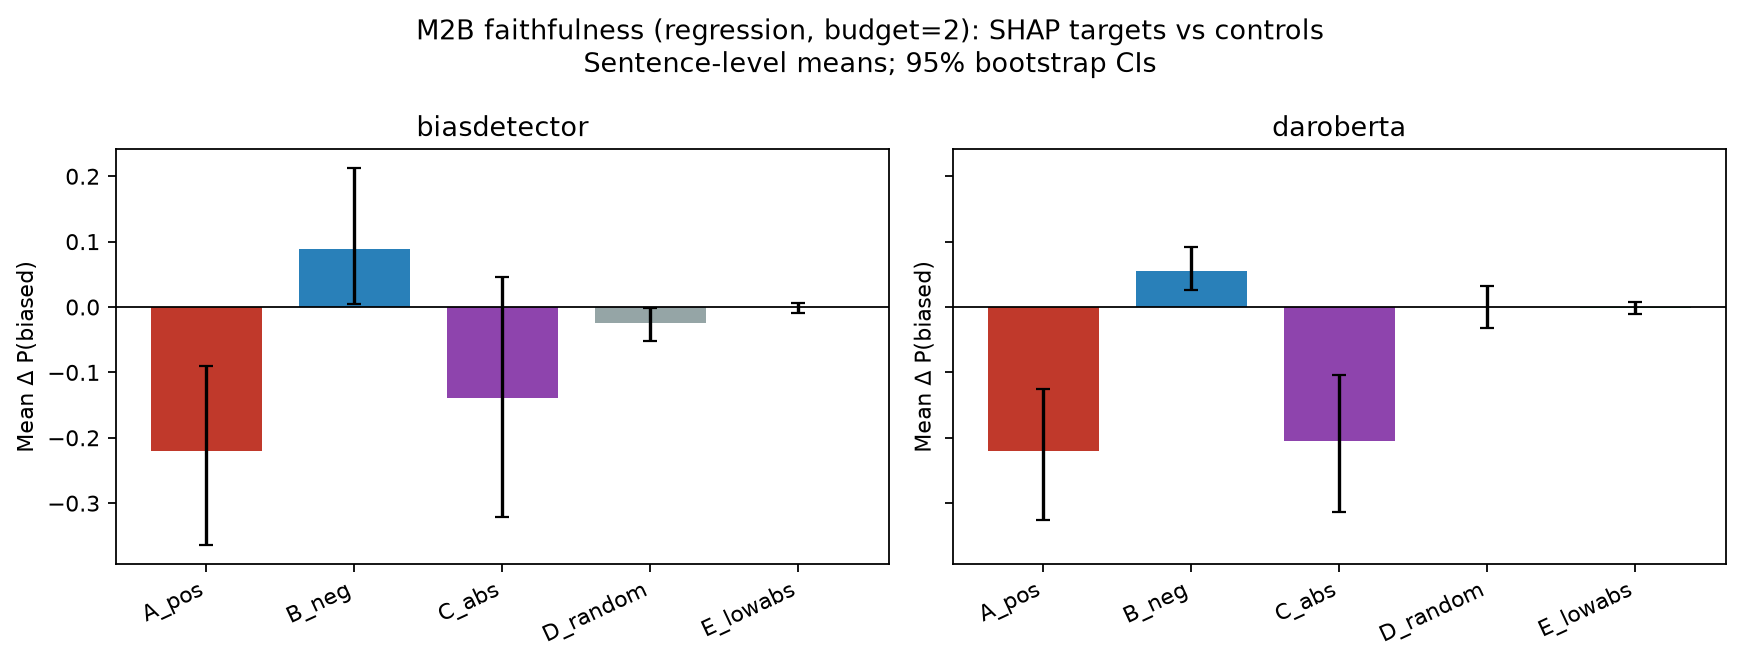 M2B faithfulness (regression, budget=2): SHAP targets vs controls
Sentence-level means; 95% bootstrap CIs
biasdetector
daroberta
Mean Δ P(biased)
0.2
0.1
0.0
−0.1
−0.2
−0.3
A_pos
B_neg
C_abs
D_random
E_lowabs
Mean Δ P(biased)
A_pos
B_neg
C_abs
D_random
E_lowabs